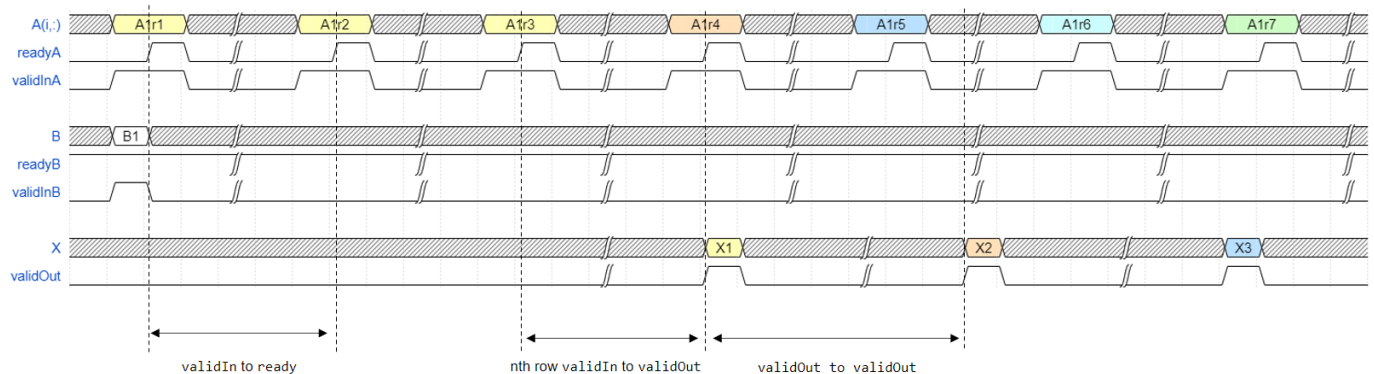 A(i,:) A1r1 A1r2 A1r3 A1r4 A1r5 A1r6 A1r7
readyA
validInA
B B1
readyB
validInB
X X1 X2 X3
validOut
validIn to ready nth row validIn to validOut validOut to validOut